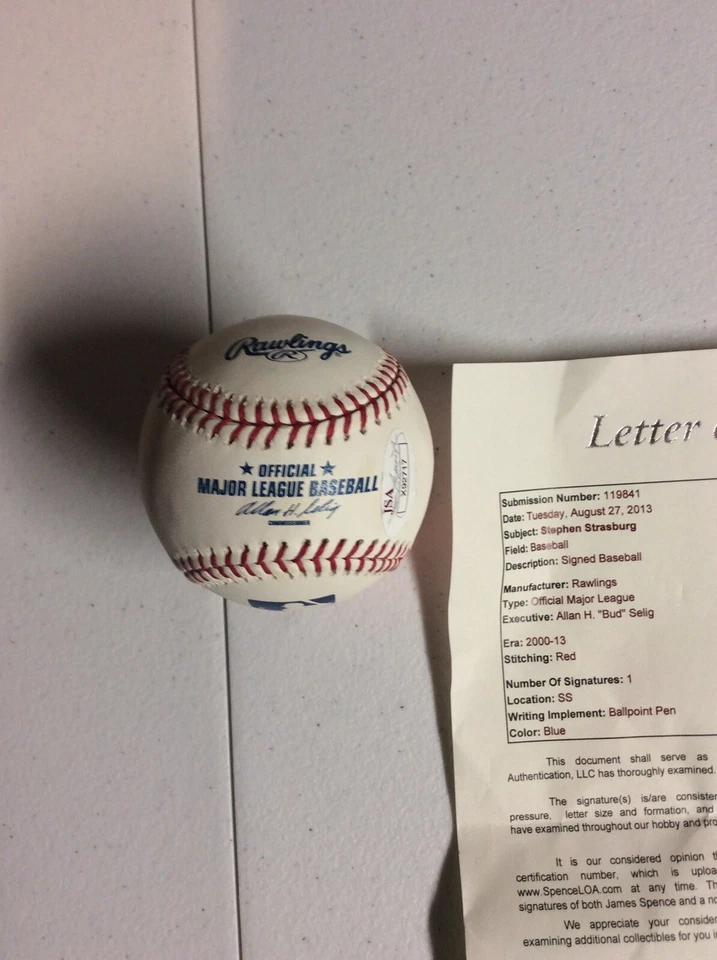 Rawlings
R
OFFICIAL
MAJOR LEAGUE BASEBALL
Allan H. Selig
COMMISSIONER
JSA
X92717
Letter
Submission Number: 119841
Date: Tuesday, August 27, 2013
Subject: Stephen Strasburg
Field: Baseball
Description: Signed Baseball
Manufacturer: Rawlings
Type: Official Major League
Executive: Allan H. "Bud" Selig
Era: 2000-13
Stitching: Red
Number Of Signatures: 1
Location: SS
Writing Implement: Ballpoint Pen
Color: Blue
This document shall serve as
Authentication, LLC has thoroughly examined.
The signature(s) is/are consisten
pressure, letter size and formation, and
have examined throughout our hobby and pro
It is our considered opinion t
certification number, which is uploa
www.SpenceLOA.com at any time. Th
signatures of both James Spence and a no
We appreciate your consider
examining additional collectibles for you i